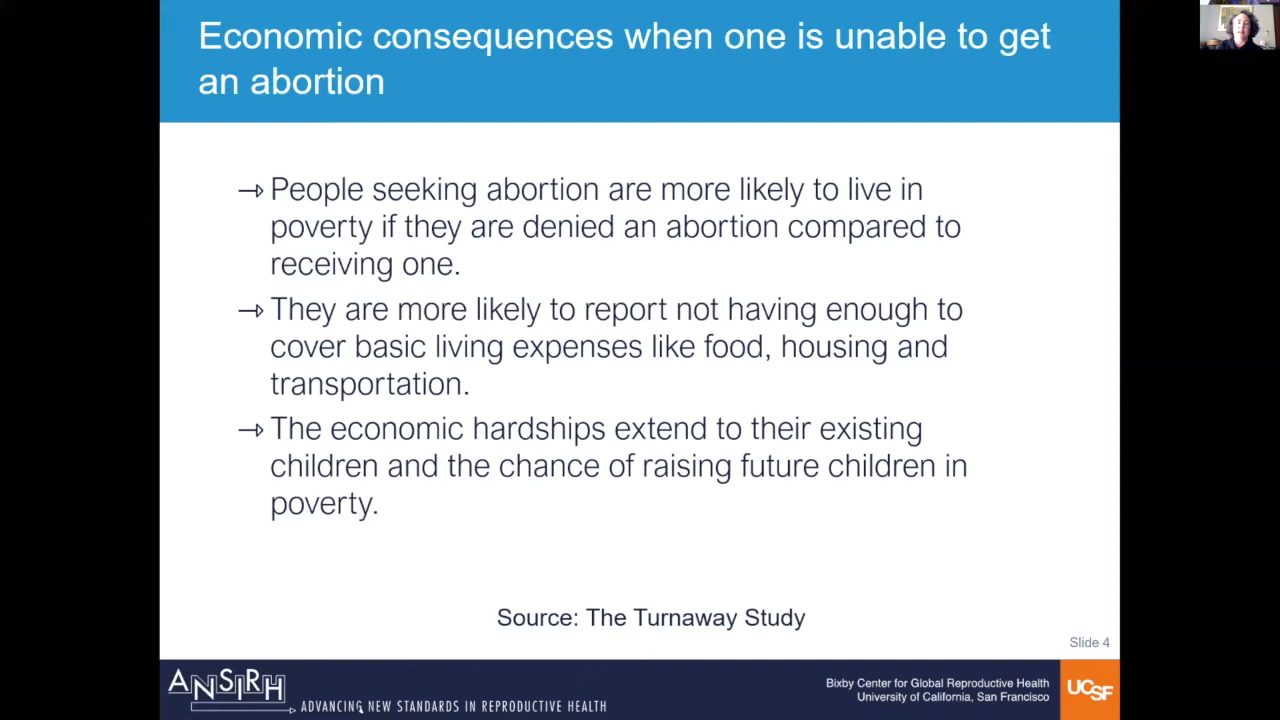 Economic consequences when one is unable to get
an abortion
People seeking abortion are more likely to live in
poverty if they are denied an abortion compared to
receiving one.
They are more likely to report not having enough to
cover basic living expenses like food, housing and
transportation.
The economic hardships extend to their existing
children and the chance of raising future children in
poverty.
Source: The Turnaway Study
Slide 4
ANSIRH
ADVANCING NEW STANDARDS IN REPRODUCTIVE HEALTH
Bixby Center for Global Reproductive Health
University of California, San Francisco
UCSF